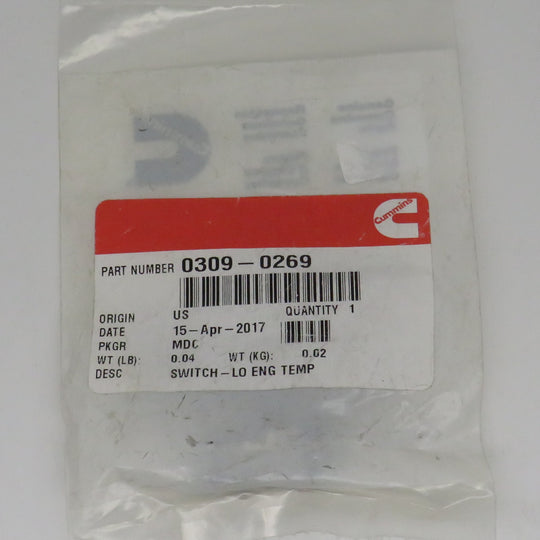 Cummins
PART NUMBER 0309-0269
ORIGIN US QUANTITY 1
DATE 15-Apr-2017
PKGR MDC
WT (LB): 0.04 WT (KG): 0.02
DESC SWITCH-LO ENG TEMP